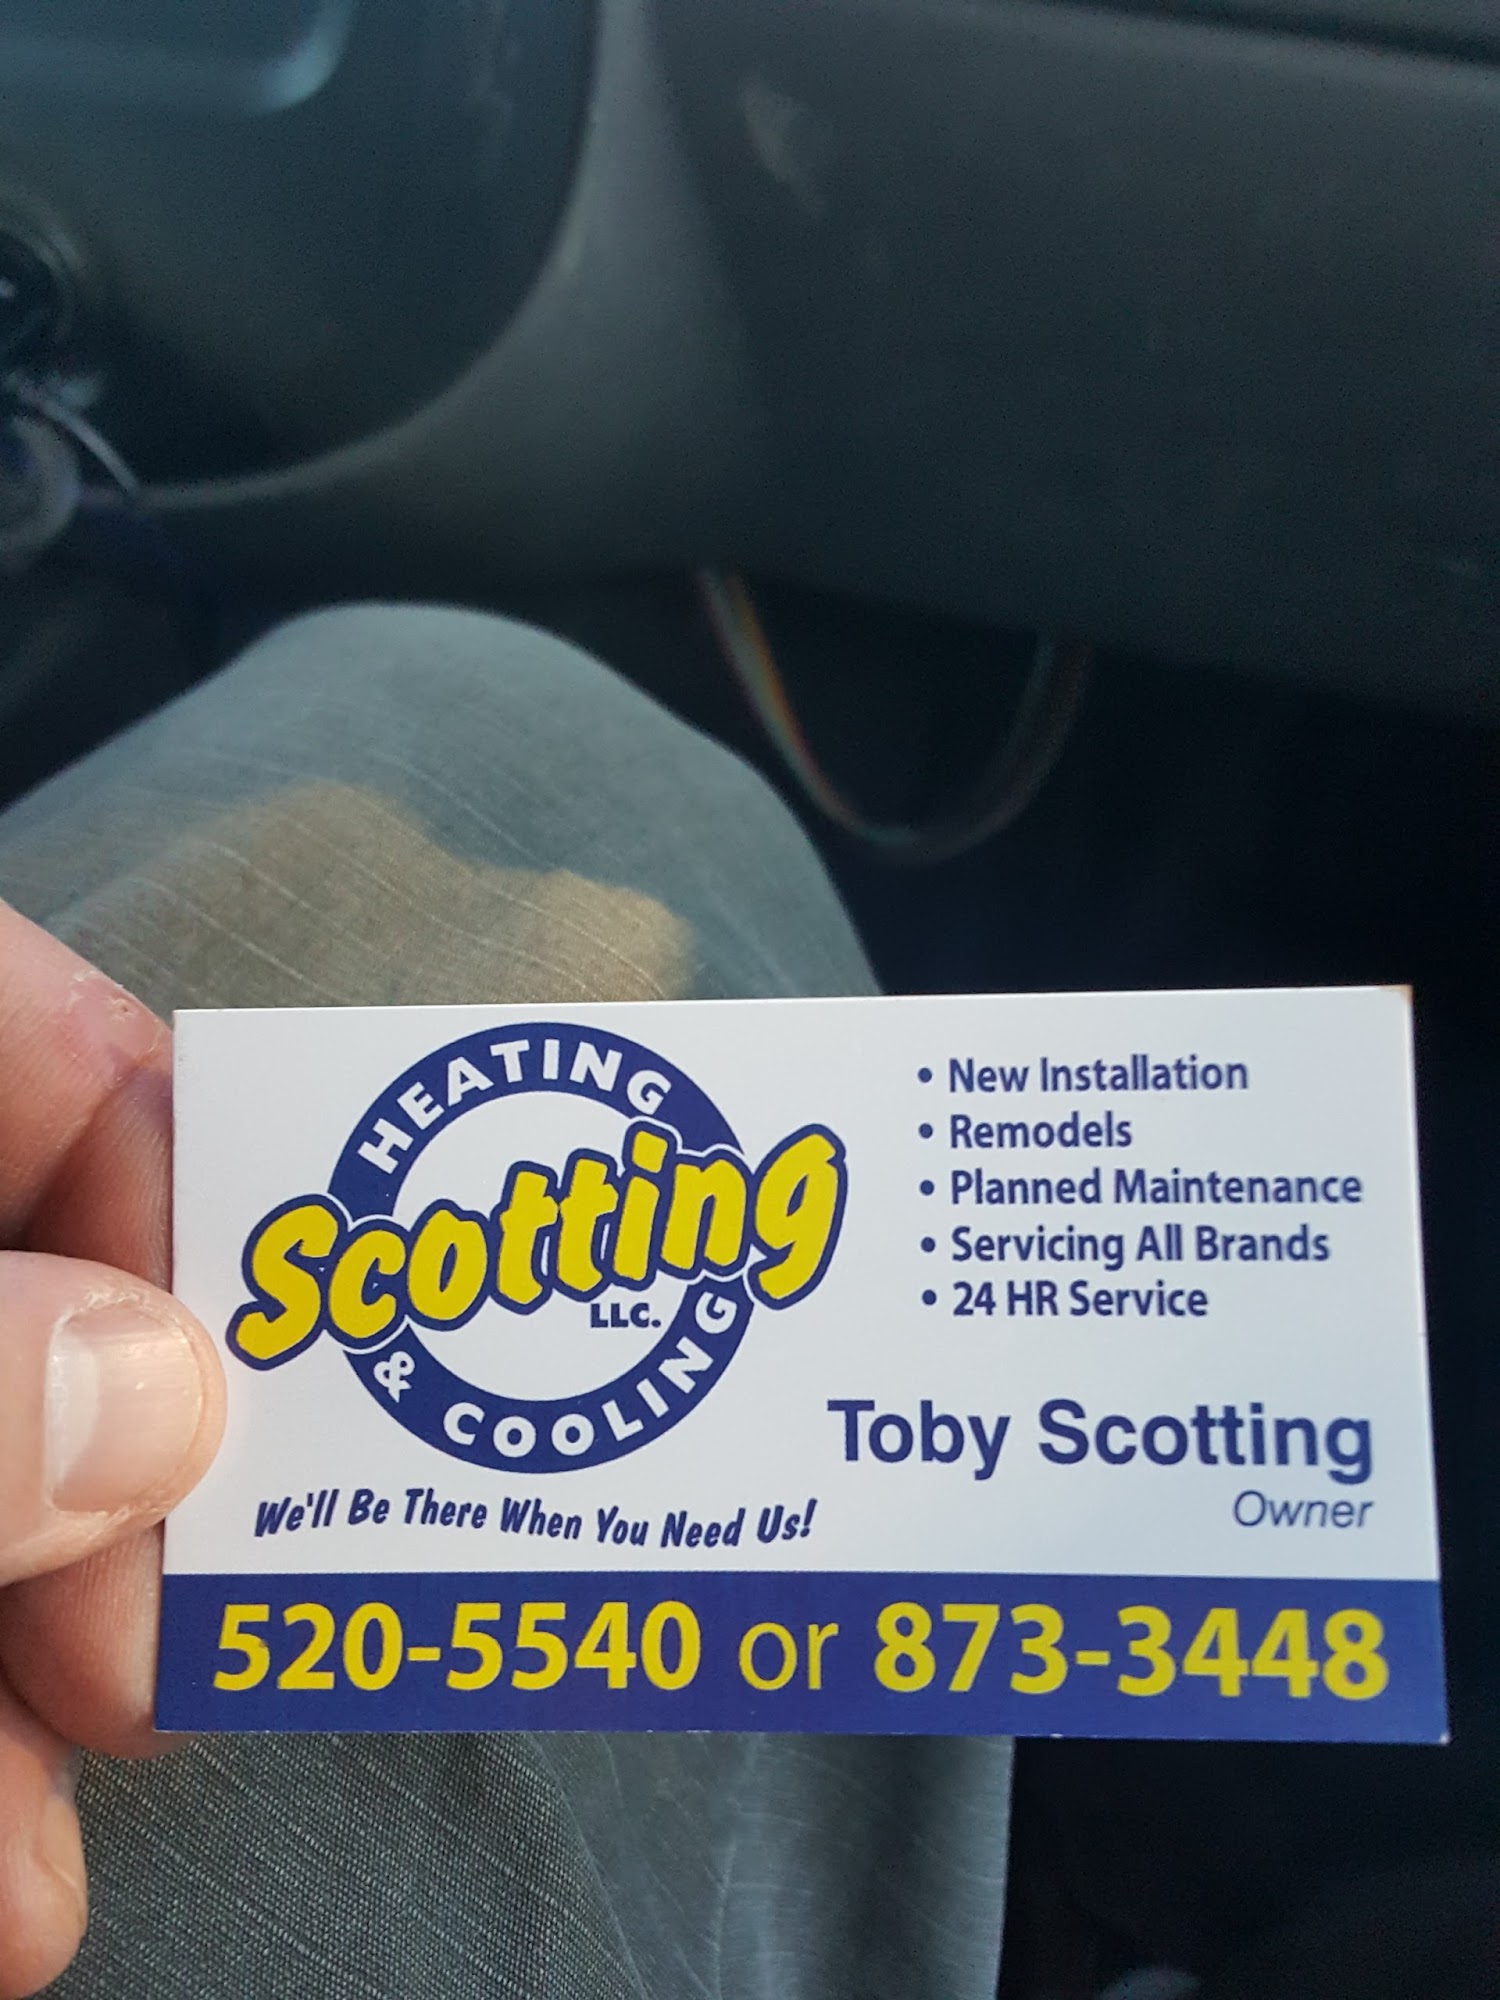 HEATING
Scotting
LLC.
& COOLING
We'll Be There When You Need Us!
• New Installation
• Remodels
• Planned Maintenance
• Servicing All Brands
• 24 HR Service
Toby Scotting
Owner
520-5540 or 873-3448